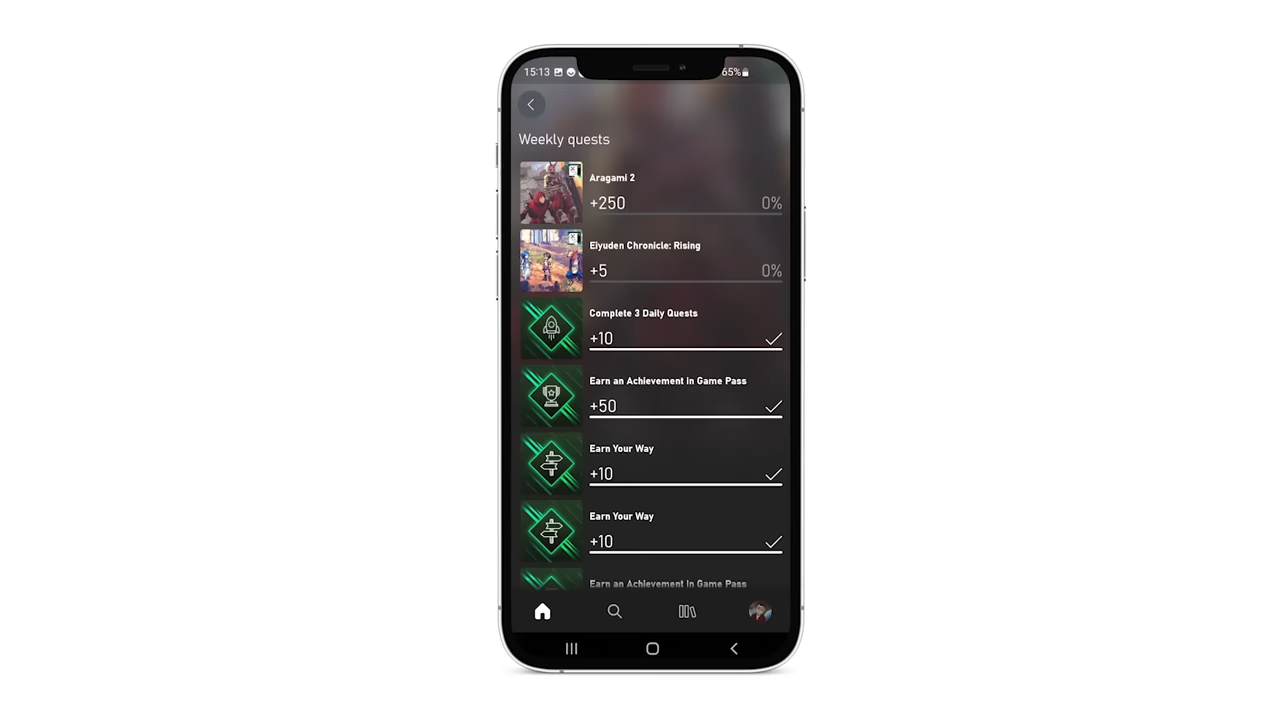 15:13
65%
Weekly quests
Aragami 2
+250
0%
Eiyuden Chronicle: Rising
+5
0%
Complete 3 Daily Quests
+10
Earn an Achievement in Game Pass
+50
Earn Your Way
+10
Earn Your Way
+10
Earn an Achievement in Game Pass